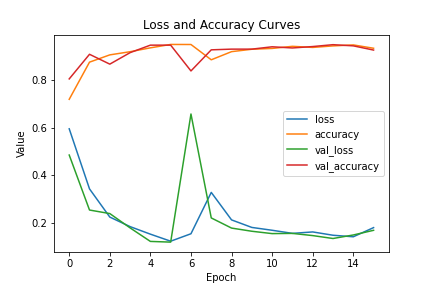 Loss and Accuracy Curves
Value
0.8
0.6
0.4
0.2
loss
accuracy
val_loss
val_accuracy
0 2 4 6 8 10 12 14
Epoch